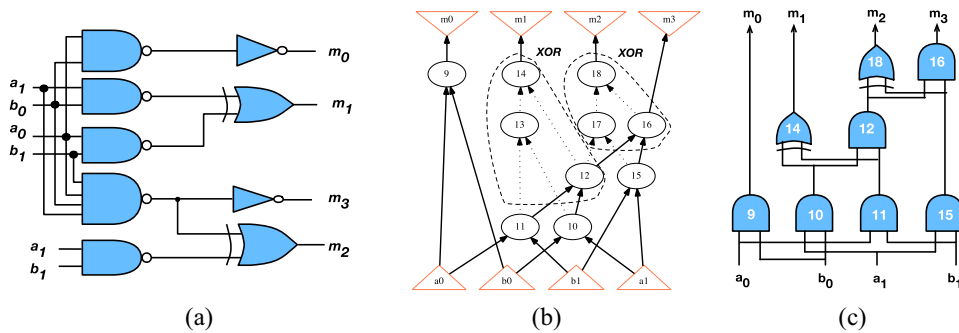 a1
b0
a0
b1
a1
b1
m0
m1
m3
m2
(a)
m0 m1 m2 m3
XOR XOR
9 14 18
13 17 16
12 15
11 10
a0 b0 b1 a1
(b)
m0 m1 m2 m3
18 16
14 12
9 10 11 15
a0 b0 a1 b1
(c)